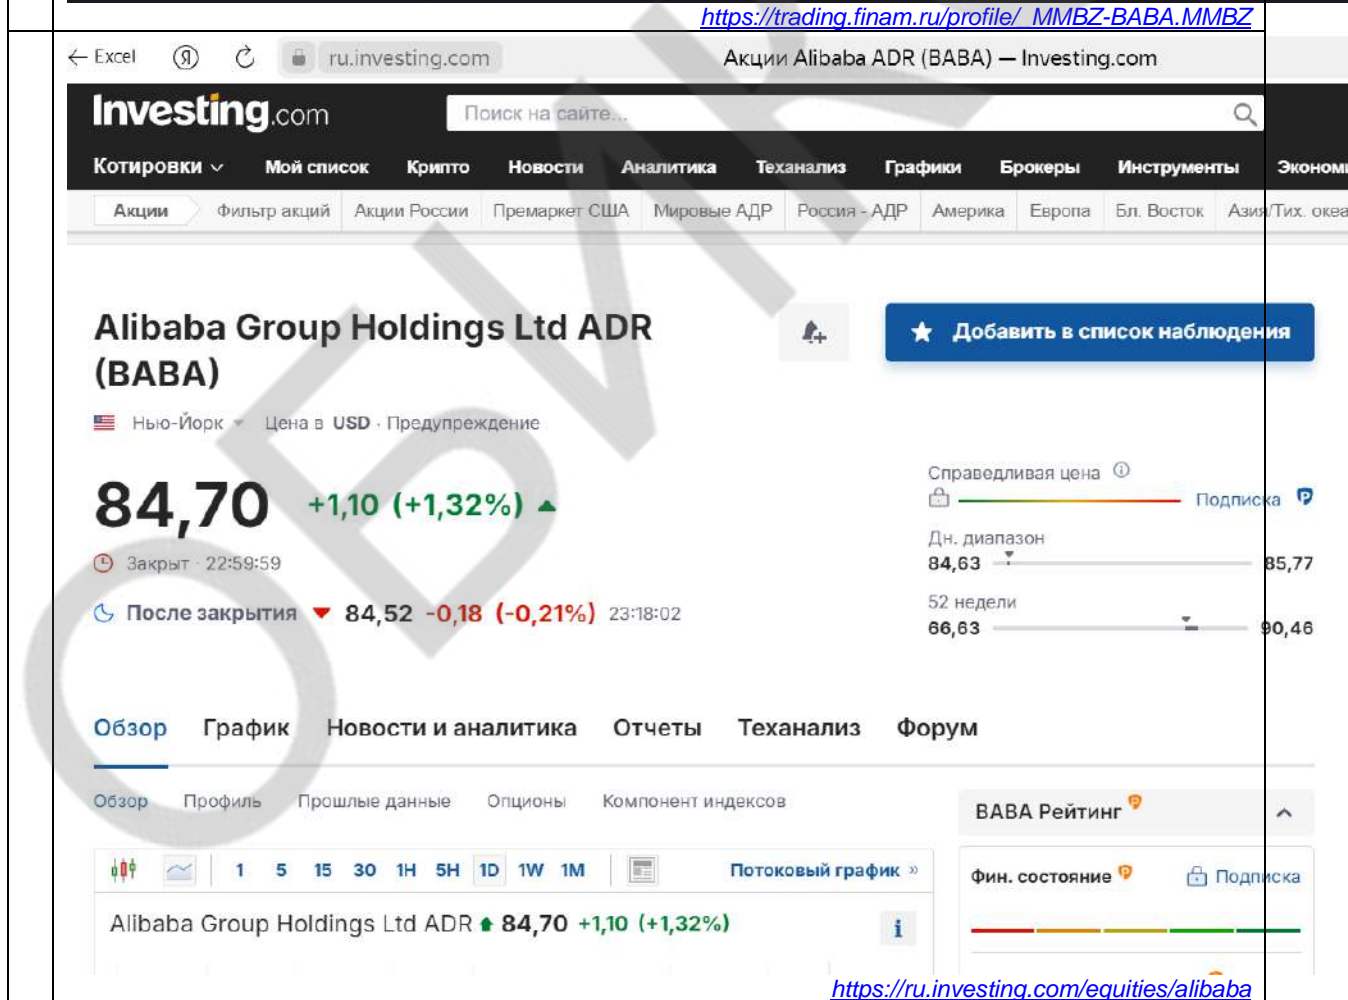 https://trading.finam.ru/profile/_MMBZ-BABA.MMBZ
← Excel Я ru.investing.com Акции Alibaba ADR (BABA) — Investing.com
Investing.com Поиск на сайте...
Котировки Мой список Крипто Новости Аналитика Теханализ Графики Брокеры Инструменты Эконом
Акции Фильтр акций Акции России Премаркет США Мировые АДР Россия - АДР Америка Европа Бл. Восток Азия/Тих. океа
Alibaba Group Holdings Ltd ADR
(BABA)
Добавить в список наблюдения
Нью-Йорк Цена в USD · Предупреждение
84,70 +1,10 (+1,32%)
Закрыт · 22:59:59
После закрытия 84,52 -0,18 (-0,21%) 23:18:02
Справедливая цена
Подписка
Дн. диапазон
84,63 85,77
52 недели
66,63 90,46
Обзор График Новости и аналитика Отчеты Теханализ Форум
Обзор Профиль Прошлые данные Опционы Компонент индексов
BABA Рейтинг
1 5 15 30 1H 5H 1D 1W 1M Потоковый график »
Фин. состояние Подписка
Alibaba Group Holdings Ltd ADR 84,70 +1,10 (+1,32%)
https://ru.investing.com/equities/alibaba
ОБИК